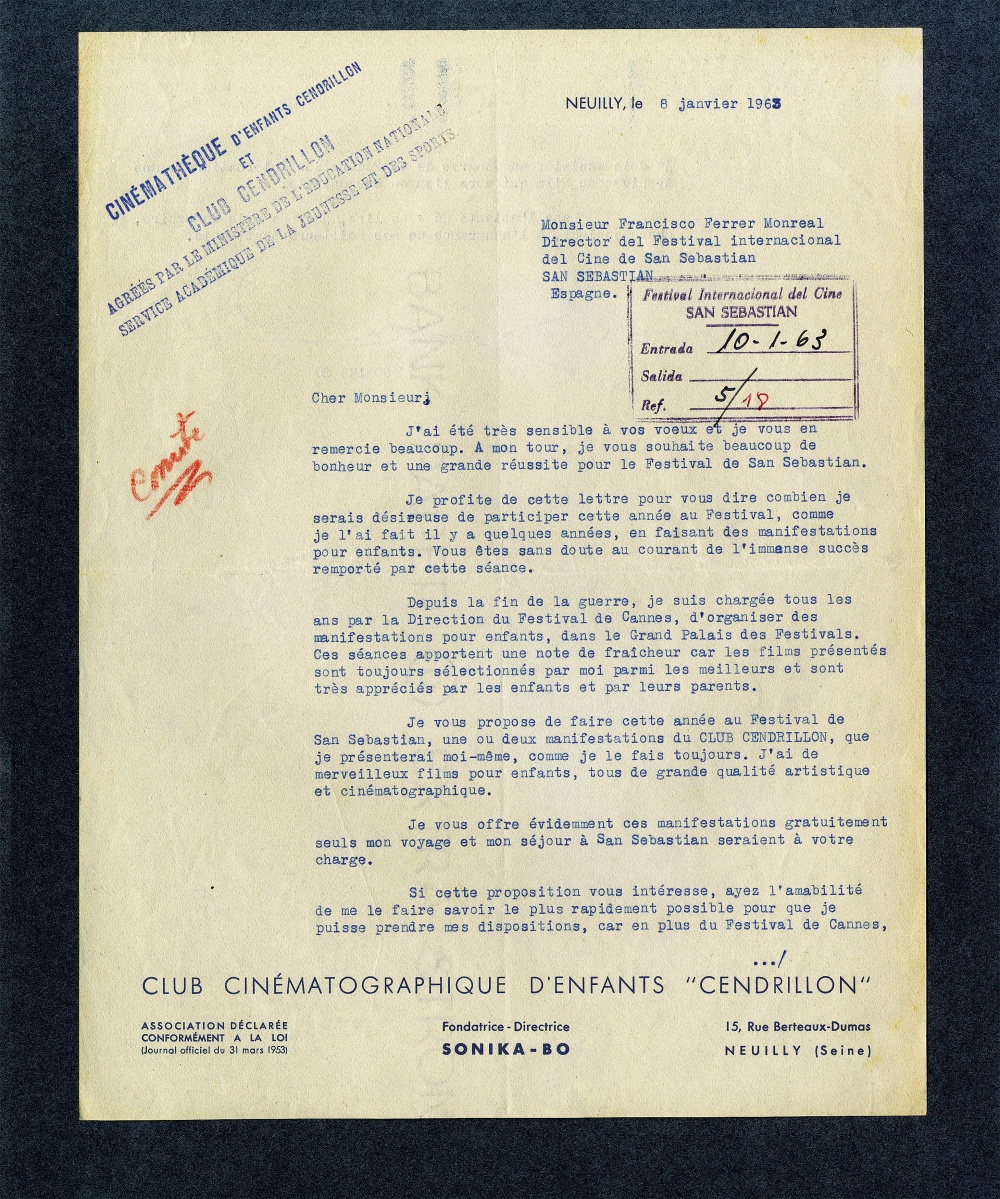 CINÉMATHÈQUE D'ENFANTS CENDRILLON
ET
CLUB CENDRILLON
AGRÉÉS PAR LE MINISTÈRE DE L'EDUCATION NATIONALE
SERVICE ACADÉMIQUE DE LA JEUNESSE ET DES SPORTS
NEUILLY, le 8 janvier 1963
Monsieur Francisco Ferrer Monreal
Director del Festival internacional
del Cine de San Sebastian
SAN SEBASTIAN
Espagne.
Festival Internacional del Cine
SAN SEBASTIAN
Entrada 10-1-63
Salida
Ref. 5/18
Comité
Cher Monsieur,
J'ai été très sensible à vos voeux et je vous en
remercie beaucoup. A mon tour, je vous souhaite beaucoup de
bonheur et une grande réussite pour le Festival de San Sebastian.
Je profite de cette lettre pour vous dire combien je
serais désireuse de participer cette année au Festival, comme
je l'ai fait il y a quelques années, en faisant des manifestations
pour enfants. Vous êtes sans doute au courant de l'immanse succès
remporté par cette séance.
Depuis la fin de la guerre, je suis chargée tous les
ans par la Direction du Festival de Cannes, d'organiser des
manifestations pour enfants, dans le Grand Palais des Festivals.
Ces séances apportent une note de fraîcheur car les films présentés
sont toujours sélectionnés par moi parmi les meilleurs et sont
très appréciés par les enfants et par leurs parents.
Je vous propose de faire cette année au Festival de
San Sebastian, une ou deux manifestations du CLUB CENDRILLON, que
je présenterai moi-même, comme je le fais toujours. J'ai de
merveilleux films pour enfants, tous de grande qualité artistique
et cinématographique.
Je vous offre évidemment ces manifestations gratuitement
seuls mon voyage et mon séjour à San Sebastian seraient à votre
charge.
Si cette proposition vous intéresse, ayez l'amabilité
de me le faire savoir le plus rapidement possible pour que je
puisse prendre mes dispositions, car en plus du Festival de Cannes,
.../
CLUB CINÉMATOGRAPHIQUE D'ENFANTS "CENDRILLON"
ASSOCIATION DÉCLARÉE
CONFORMÉMENT A LA LOI
(Journal officiel du 31 mars 1953)
Fondatrice - Directrice
SONIKA-BO
15, Rue Berteaux-Dumas
NEUILLY (Seine)